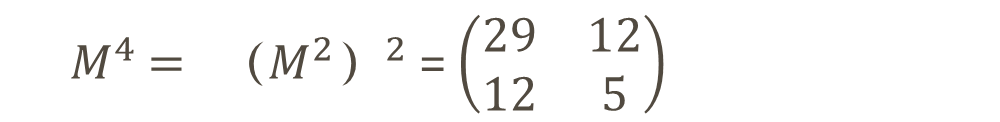 M⁴ = (M²) ² = (29 12
12 5)